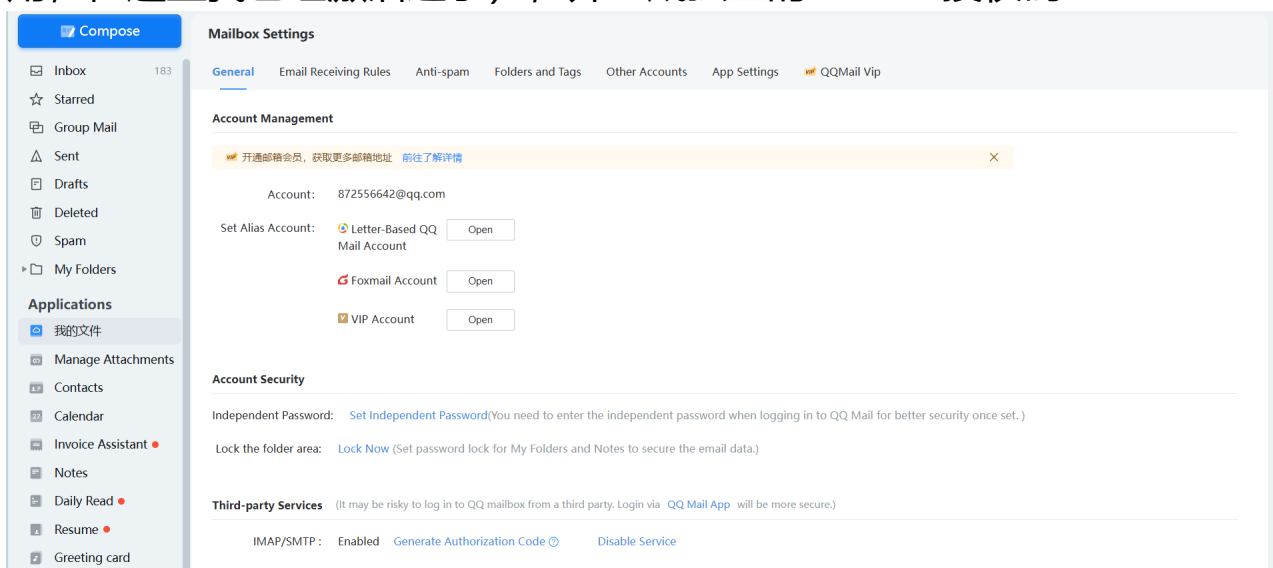 Compose
Mailbox Settings
Inbox 183
General Email Receiving Rules Anti-spam Folders and Tags Other Accounts App Settings VIP QQMail Vip
Starred
Group Mail
Account Management
Sent
VIP 开通邮箱会员，获取更多邮箱地址 前往了解详情
Drafts
Account: 872556642@qq.com
Deleted
Set Alias Account: Letter-Based QQ Mail Account Open
Spam
My Folders
Foxmail Account Open
Applications
VIP Account Open
我的文件
Manage Attachments
Account Security
Contacts
Independent Password: Set Independent Password(You need to enter the independent password when logging in to QQ Mail for better security once set. )
Calendar
Lock the folder area: Lock Now (Set password lock for My Folders and Notes to secure the email data.)
Invoice Assistant
Notes
Daily Read
Third-party Services (It may be risky to log in to QQ mailbox from a third party. Login via QQ Mail App will be more secure.)
Resume
IMAP/SMTP : Enabled Generate Authorization Code Disable Service
Greeting card